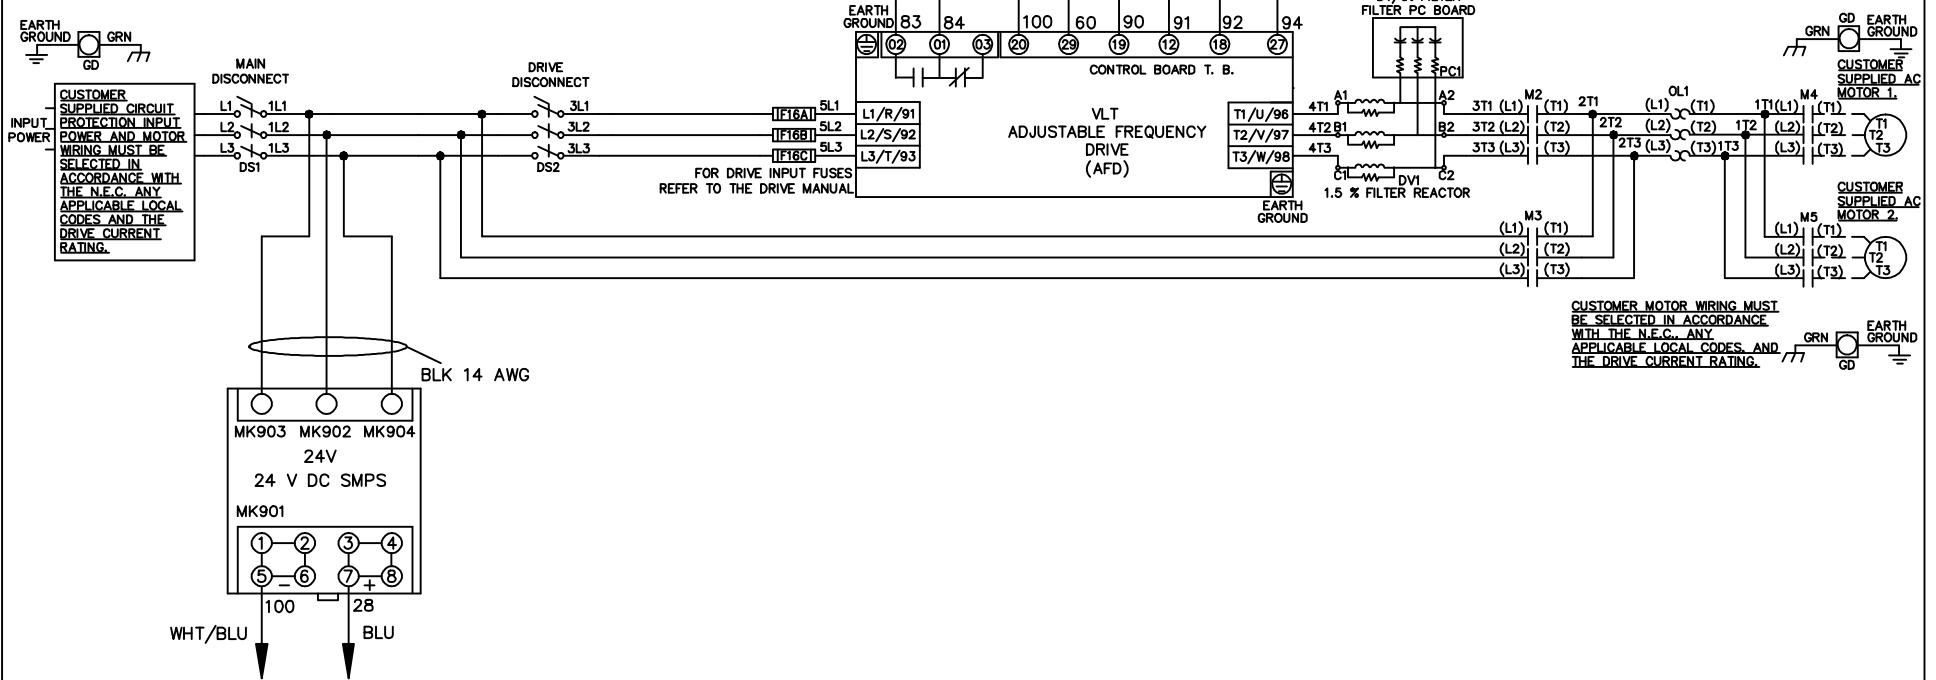 EARTH
GROUND
GRN
GD
INPUT
POWER
CUSTOMER
SUPPLIED CIRCUIT
PROTECTION INPUT
POWER AND MOTOR
WIRING MUST BE
SELECTED IN
ACCORDANCE WITH
THE N.E.C. ANY
APPLICABLE LOCAL
CODES AND THE
DRIVE CURRENT
RATING.
MAIN
DISCONNECT
L1 1L1
L2 1L2
L3 1L3
DS1
DRIVE
DISCONNECT
3L1
3L2
3L3
DS2
F16A 5L1
F16B 5L2
F16C 5L3
FOR DRIVE INPUT FUSES
REFER TO THE DRIVE MANUAL
EARTH
GROUND
83 84 100 60 90 91 92 94
02 01 03 20 29 19 12 18 27
CONTROL BOARD T. B.
L1/R/91
L2/S/92
L3/T/93
VLT
ADJUSTABLE FREQUENCY
DRIVE
(AFD)
T1/U/96
T2/V/97
T3/W/98
EARTH
GROUND
FILTER PC BOARD
PC1
4T1 A1 A2
4T2 B1 B2
4T3 C1 C2
DV1
1.5 % FILTER REACTOR
M2
3T1 (L1) (T1) 2T1
3T2 (L2) (T2) 2T2
3T3 (L3) (T3) 2T3
OL1
(L1) (T1) 1T1
(L2) (T2) 1T2
(L3) (T3) 1T3
M4
(L1) (T1)
(L2) (T2)
(L3) (T3)
T1
T2
T3
GRN
GD
EARTH
GROUND
CUSTOMER
SUPPLIED AC
MOTOR 1.
CUSTOMER
SUPPLIED AC
MOTOR 2.
M3
(L1) (T1)
(L2) (T2)
(L3) (T3)
M5
(L1) (T1)
(L2) (T2)
(L3) (T3)
T1
T2
T3
CUSTOMER MOTOR WIRING MUST
BE SELECTED IN ACCORDANCE
WITH THE N.E.C., ANY
APPLICABLE LOCAL CODES, AND
THE DRIVE CURRENT RATING.
GRN
GD
EARTH
GROUND
BLK 14 AWG
MK903 MK902 MK904
24V
24 V DC SMPS
MK901
1 2 3 4
5 6 7 8
- +
100 28
WHT/BLU BLU